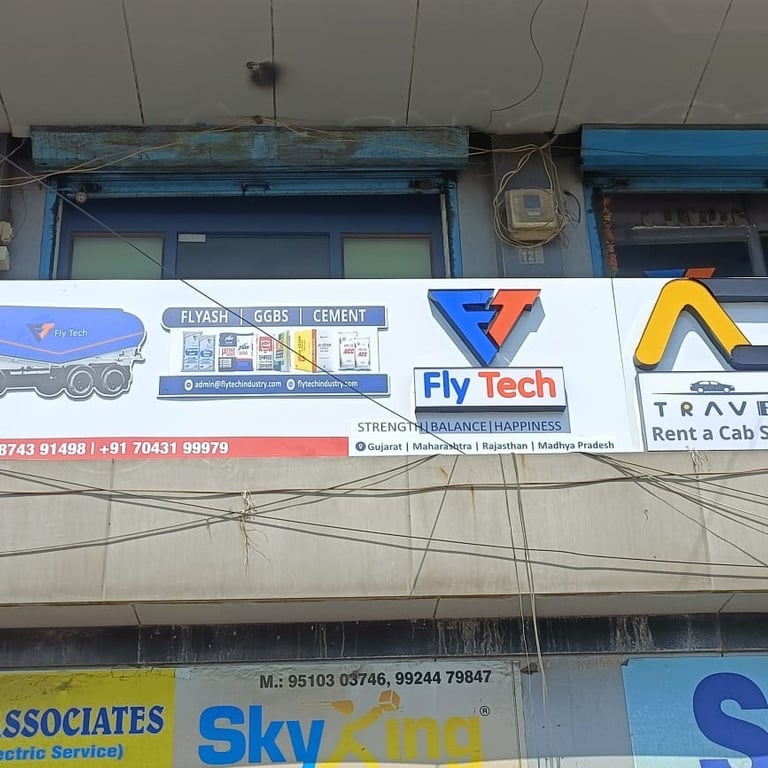 Fly Tech
FLYASH | GGBS | CEMENT
admin@flytechindustry.com flytechindustry.com
8743 91498 | +91 70431 99979
FT
Fly Tech
STRENGTH|BALANCE|HAPPINESS
Gujarat | Maharashtra | Rajasthan | Madhya Pradesh
TRAVE
Rent a Cab S
ASSOCIATES
ectric Service)
M.: 95103 03746, 99244 79847
SkyKing®
S